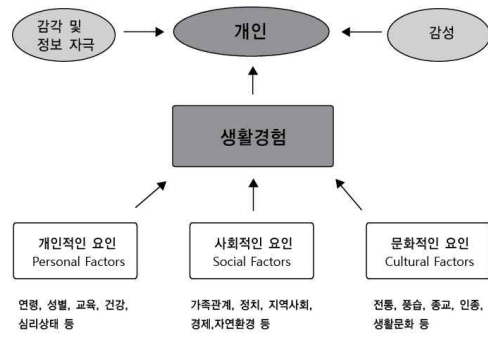 감각 및
정보 자극
개인
감성
생활경험
개인적인 요인
Personal Factors
사회적인 요인
Social Factors
문화적인 요인
Cultural Factors
연령, 성별, 교육, 건강,
심리상태 등
가족관계, 정치, 지역사회,
경제,자연환경 등
전통, 풍습, 종교, 인종,
생활문화 등